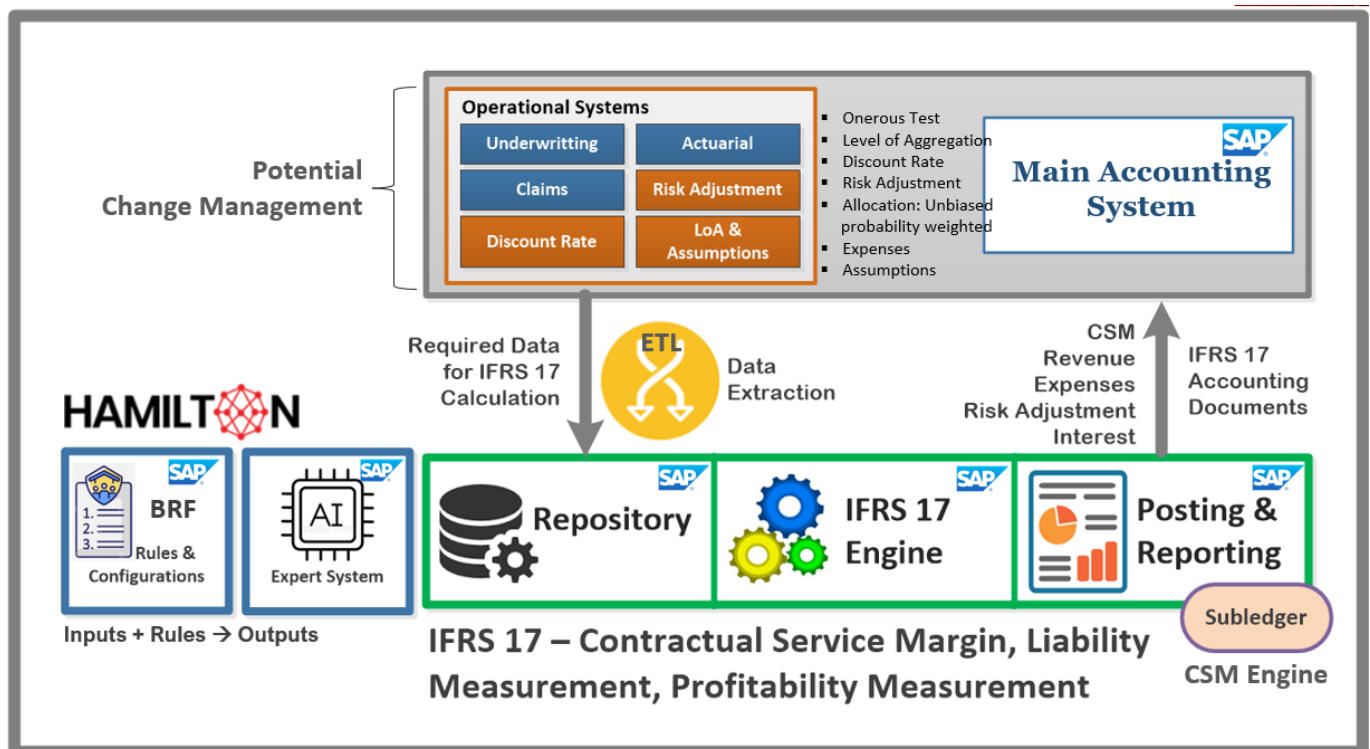 Potential
Change Management
Operational Systems
Underwritting
Actuarial
Claims
Risk Adjustment
Discount Rate
LoA &
Assumptions
▪ Onerous Test
▪ Level of Aggregation
▪ Discount Rate
▪ Risk Adjustment
▪ Allocation: Unbiased
probability weighted
▪ Expenses
▪ Assumptions
SAP
Main Accounting
System
Required Data
for IFRS 17
Calculation
ETL
Data
Extraction
CSM
Revenue
Expenses
Risk Adjustment
Interest
IFRS 17
Accounting
Documents
HAMILTON
SAP
1.
2.
3.
BRF
Rules &
Configurations
SAP
AI
Expert System
Inputs + Rules → Outputs
SAP
Repository
SAP
IFRS 17
Engine
SAP
Posting &
Reporting
Subledger
CSM Engine
IFRS 17 – Contractual Service Margin, Liability
Measurement, Profitability Measurement